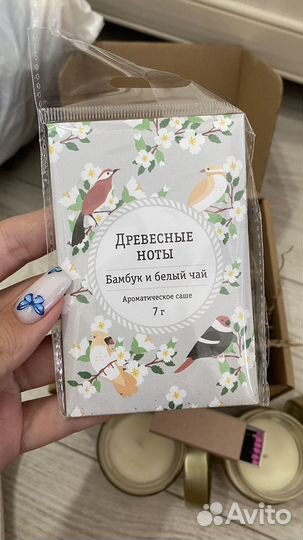 Древесные
ноты
Бамбук и белый чай
Ароматическое саше
7 г
Avito